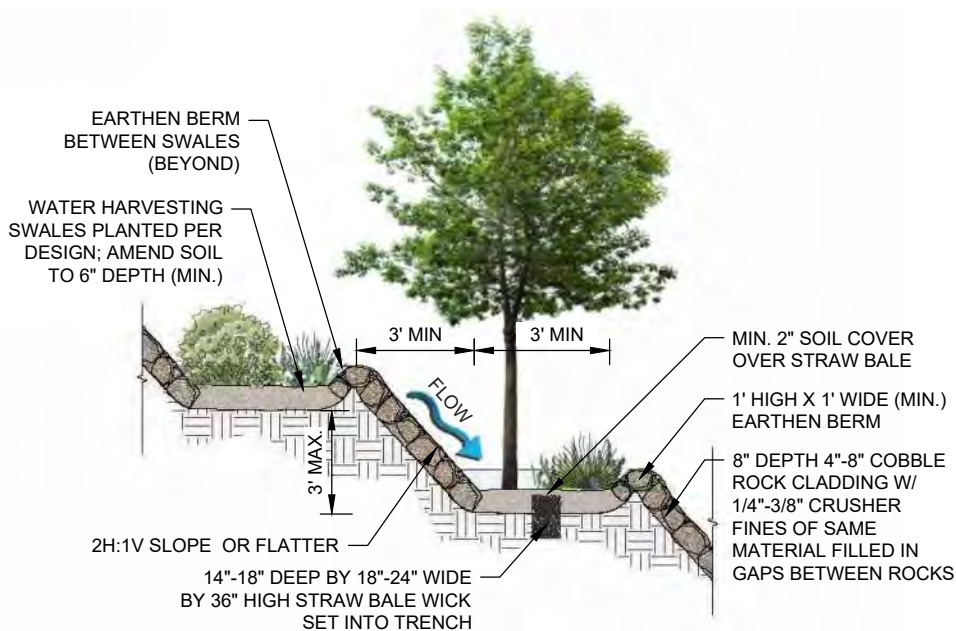 EARTHEN BERM
BETWEEN SWALES
(BEYOND)
WATER HARVESTING
SWALES PLANTED PER
DESIGN; AMEND SOIL
TO 6" DEPTH (MIN.)
3' MIN
3' MIN
FLOW
3' MAX.
MIN. 2" SOIL COVER
OVER STRAW BALE
1' HIGH X 1' WIDE (MIN.)
EARTHEN BERM
8" DEPTH 4"-8" COBBLE
ROCK CLADDING W/
1/4"-3/8" CRUSHER
FINES OF SAME
MATERIAL FILLED IN
GAPS BETWEEN ROCKS
2H:1V SLOPE OR FLATTER
14"-18" DEEP BY 18"-24" WIDE
BY 36" HIGH STRAW BALE WICK
SET INTO TRENCH